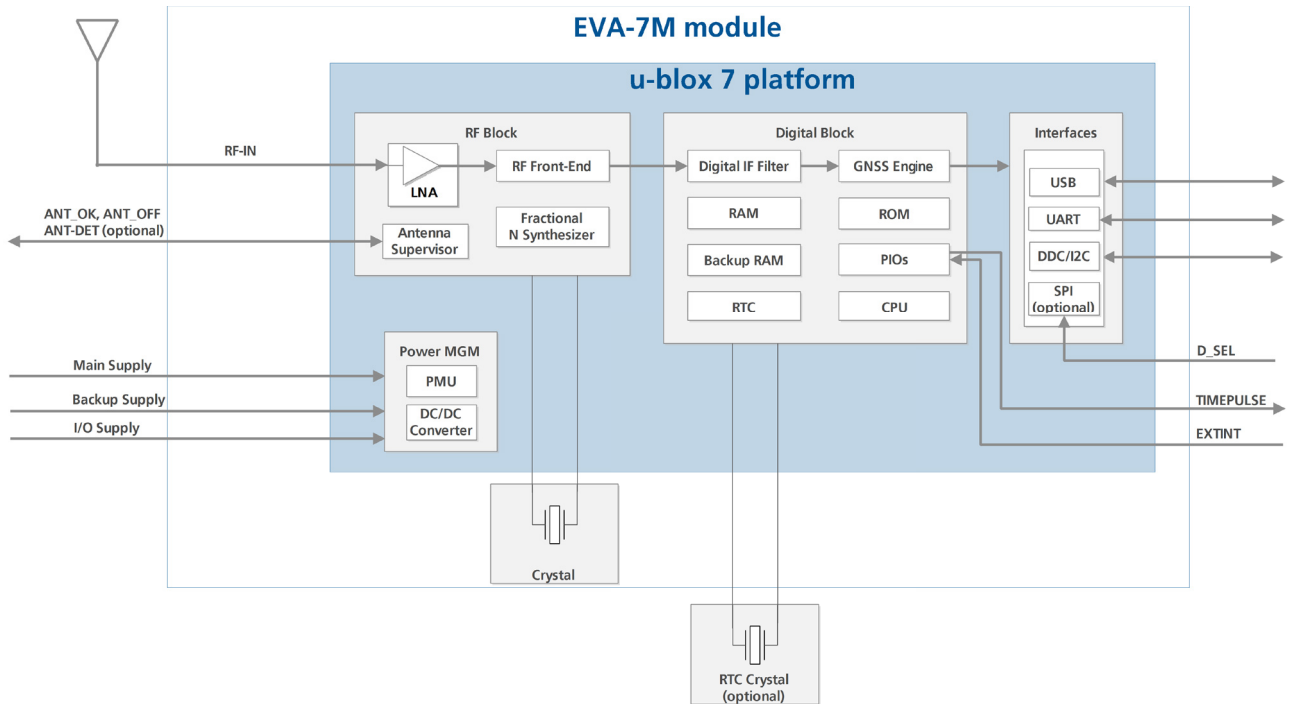 EVA-7M module
u-blox 7 platform
RF Block
Digital Block
Interfaces
RF-IN
LNA
RF Front-End
Digital IF Filter
GNSS Engine
USB
ANT_OK, ANT_OFF
ANT-DET (optional)
Antenna
Supervisor
Fractional
N Synthesizer
RAM
ROM
UART
Backup RAM
PIOs
DDC/I2C
RTC
CPU
SPI
(optional)
Power MGM
PMU
DC/DC
Converter
Main Supply
Backup Supply
I/O Supply
D_SEL
TIMEPULSE
EXTINT
Crystal
RTC Crystal
(optional)